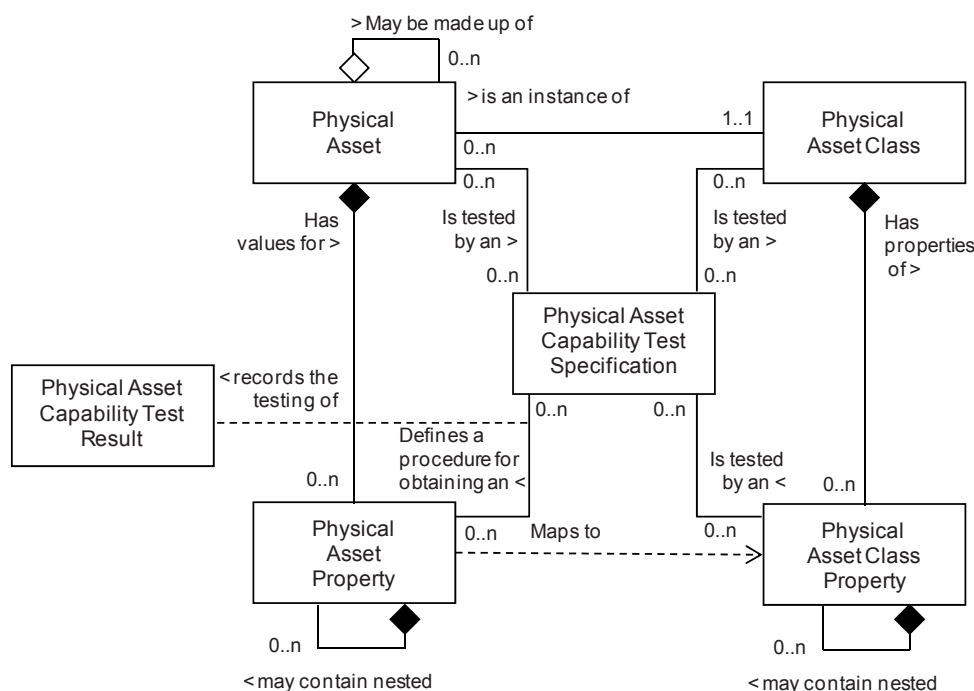 > May be made up of
0..n
Physical
Asset
> is an instance of
0..n
1..1
Physical
Asset Class
0..n
0..n
Has
values for >
Is tested
by an >
Is tested
by an >
Has
properties
of >
0..n
0..n
Physical Asset
Capability Test
Specification
Physical Asset
Capability Test
Result
< records the
testing of
0..n
0..n
Defines a
procedure for
obtaining an <
Is tested
by an <
0..n
0..n
Physical
Asset
Property
0..n
Maps to
0..n
Physical
Asset Class
Property
0..n
0..n
< may contain nested
< may contain nested